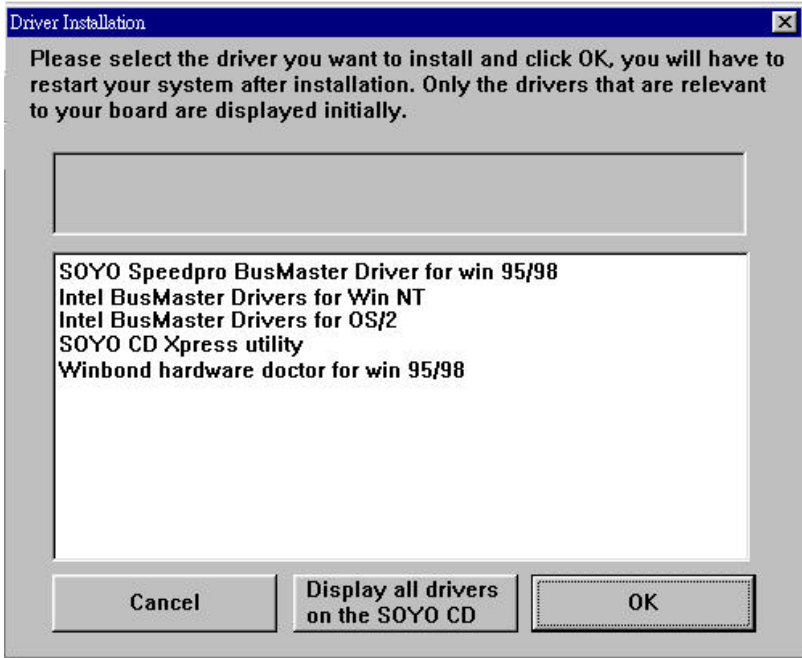 Driver Installation
Please select the driver you want to install and click OK, you will have to
restart your system after installation. Only the drivers that are relevant
to your board are displayed initially.
SOYO Speedpro BusMaster Driver for win 95/98
Intel BusMaster Drivers for Win NT
Intel BusMaster Drivers for OS/2
SOYO CD Xpress utility
Winbond hardware doctor for win 95/98
Cancel
Display all drivers
on the SOYO CD
OK